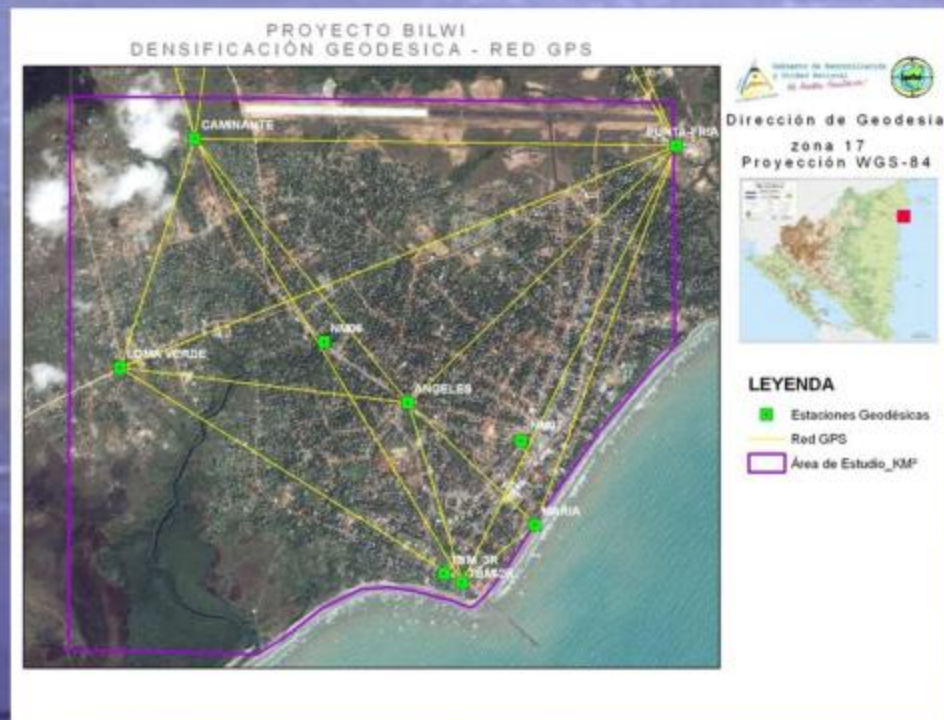 PROYECTO BILWI
DENSIFICACIÓN GEODESICA - RED GPS
Dirección de Geodesia
zona 17
Proyección WGS-84
CAMINANTE
PUNTA-FRIA
NM06
LOMA VERDE
ANGELES
MARIA
LEYENDA
Estaciones Geodésicas
Red GPS
Área de Estudio_KM²